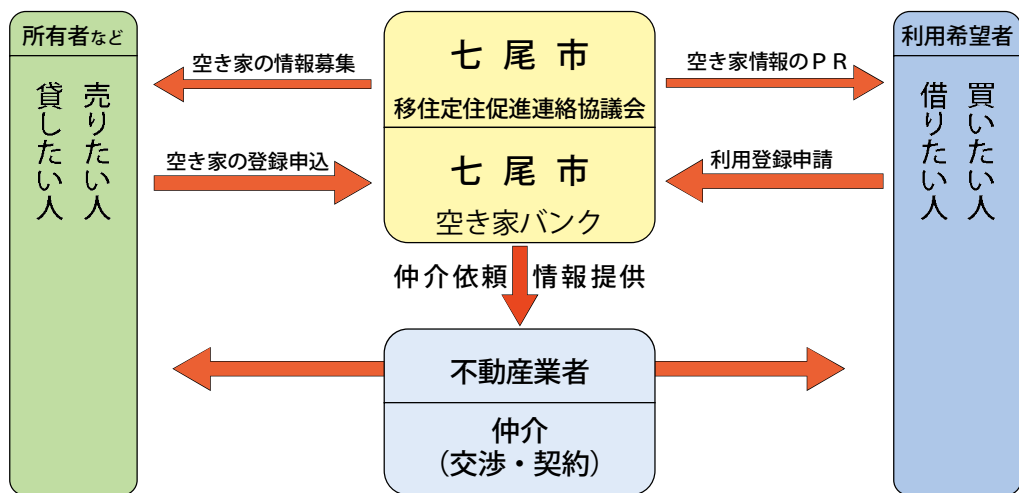 所有者など
売りたい人
貸したい人
空き家の情報募集
空き家の登録申込
七尾市
移住定住促進連絡協議会
七尾市
空き家バンク
空き家情報のＰＲ
利用登録申請
利用希望者
買いたい人
借りたい人
仲介依頼 情報提供
不動産業者
仲介
（交渉・契約）